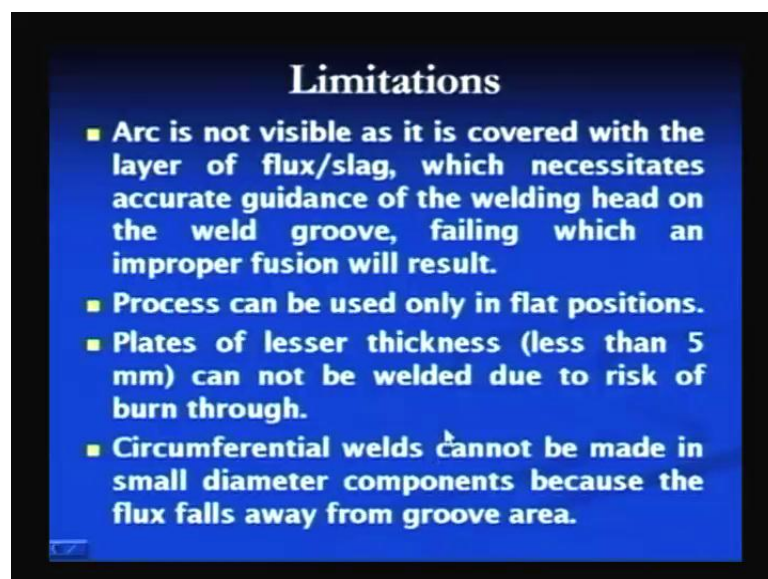 Limitations
Arc is not visible as it is covered with the
layer of flux/slag, which necessitates
accurate guidance of the welding head on
the weld groove, failing which an
improper fusion will result.
Process can be used only in flat positions.
Plates of lesser thickness (less than 5
mm) can not be welded due to risk of
burn through.
Circumferential welds cannot be made in
small diameter components because the
flux falls away from groove area.